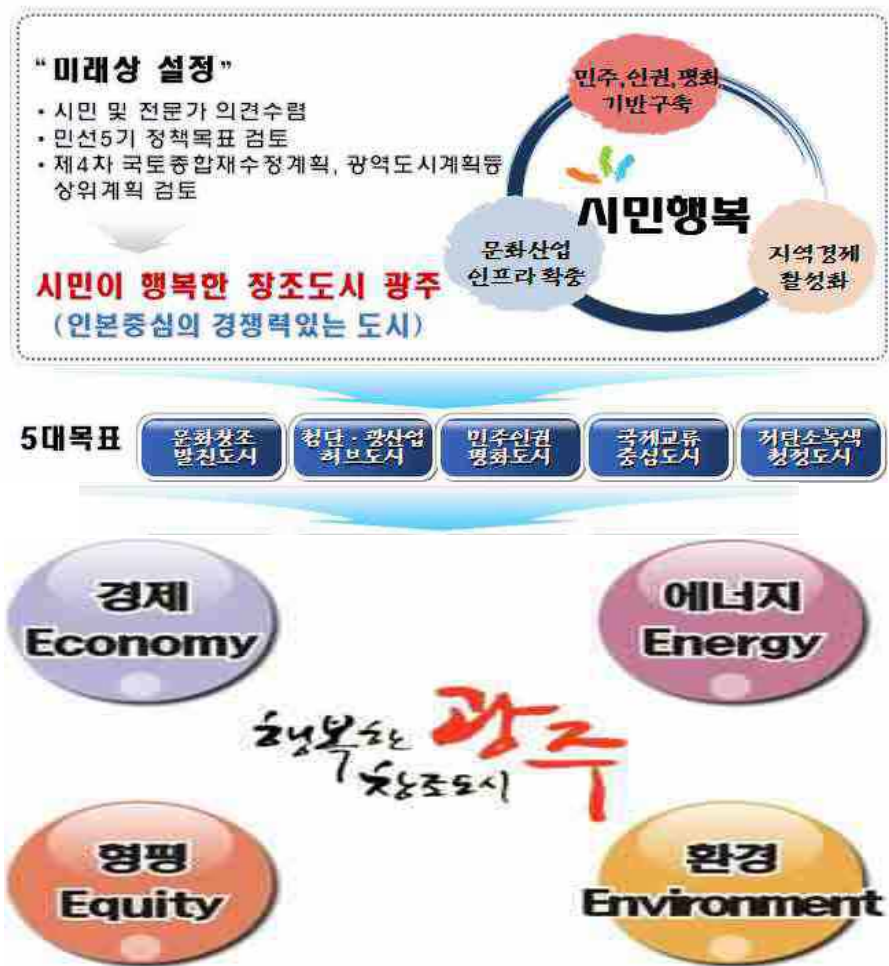 “미래상 설정”
• 시민 및 전문가 의견수렴
• 민선5기 정책목표 검토
• 제4차 국토종합재수정계획, 광역도시계획등
상위계획 검토
시민이 행복한 창조도시 광주
(인본중심의 경쟁력있는 도시)
민주,인권,평화,
기반구축
시민행복
문화산업
인프라 확충
지역경제
활성화
5대목표
문화창조
발진도시
첨단·광산업
허브도시
민주인권
평화도시
국제교류
중심도시
저탄소녹색
청정도시
경제
Economy
에너지
Energy
행복한 광주
창조도시
형평
Equity
환경
Environment